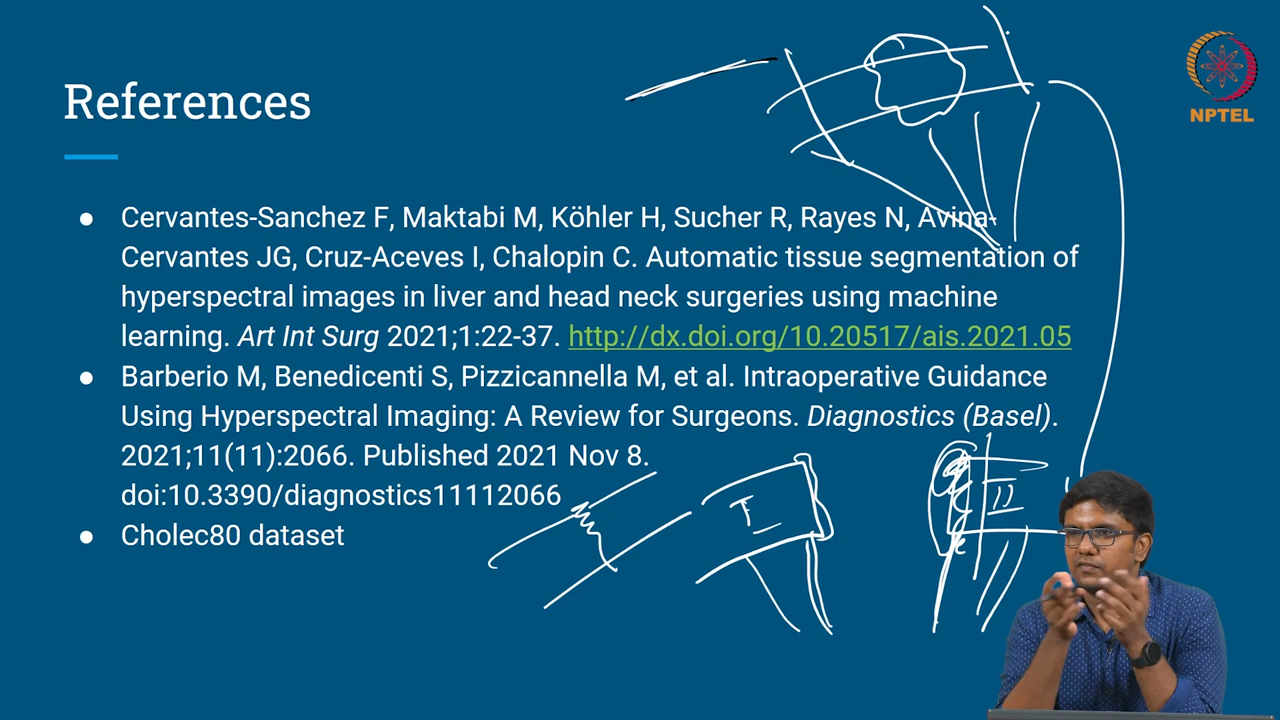 NPTEL
References
● Cervantes-Sanchez F, Maktabi M, Köhler H, Sucher R, Rayes N, Avina-
Cervantes JG, Cruz-Aceves I, Chalopin C. Automatic tissue segmentation of
hyperspectral images in liver and head neck surgeries using machine
learning. Art Int Surg 2021;1:22-37. http://dx.doi.org/10.20517/ais.2021.05
● Barberio M, Benedicenti S, Pizzicannella M, et al. Intraoperative Guidance
Using Hyperspectral Imaging: A Review for Surgeons. Diagnostics (Basel).
2021;11(11):2066. Published 2021 Nov 8.
doi:10.3390/diagnostics11112066
● Cholec80 dataset
I
II